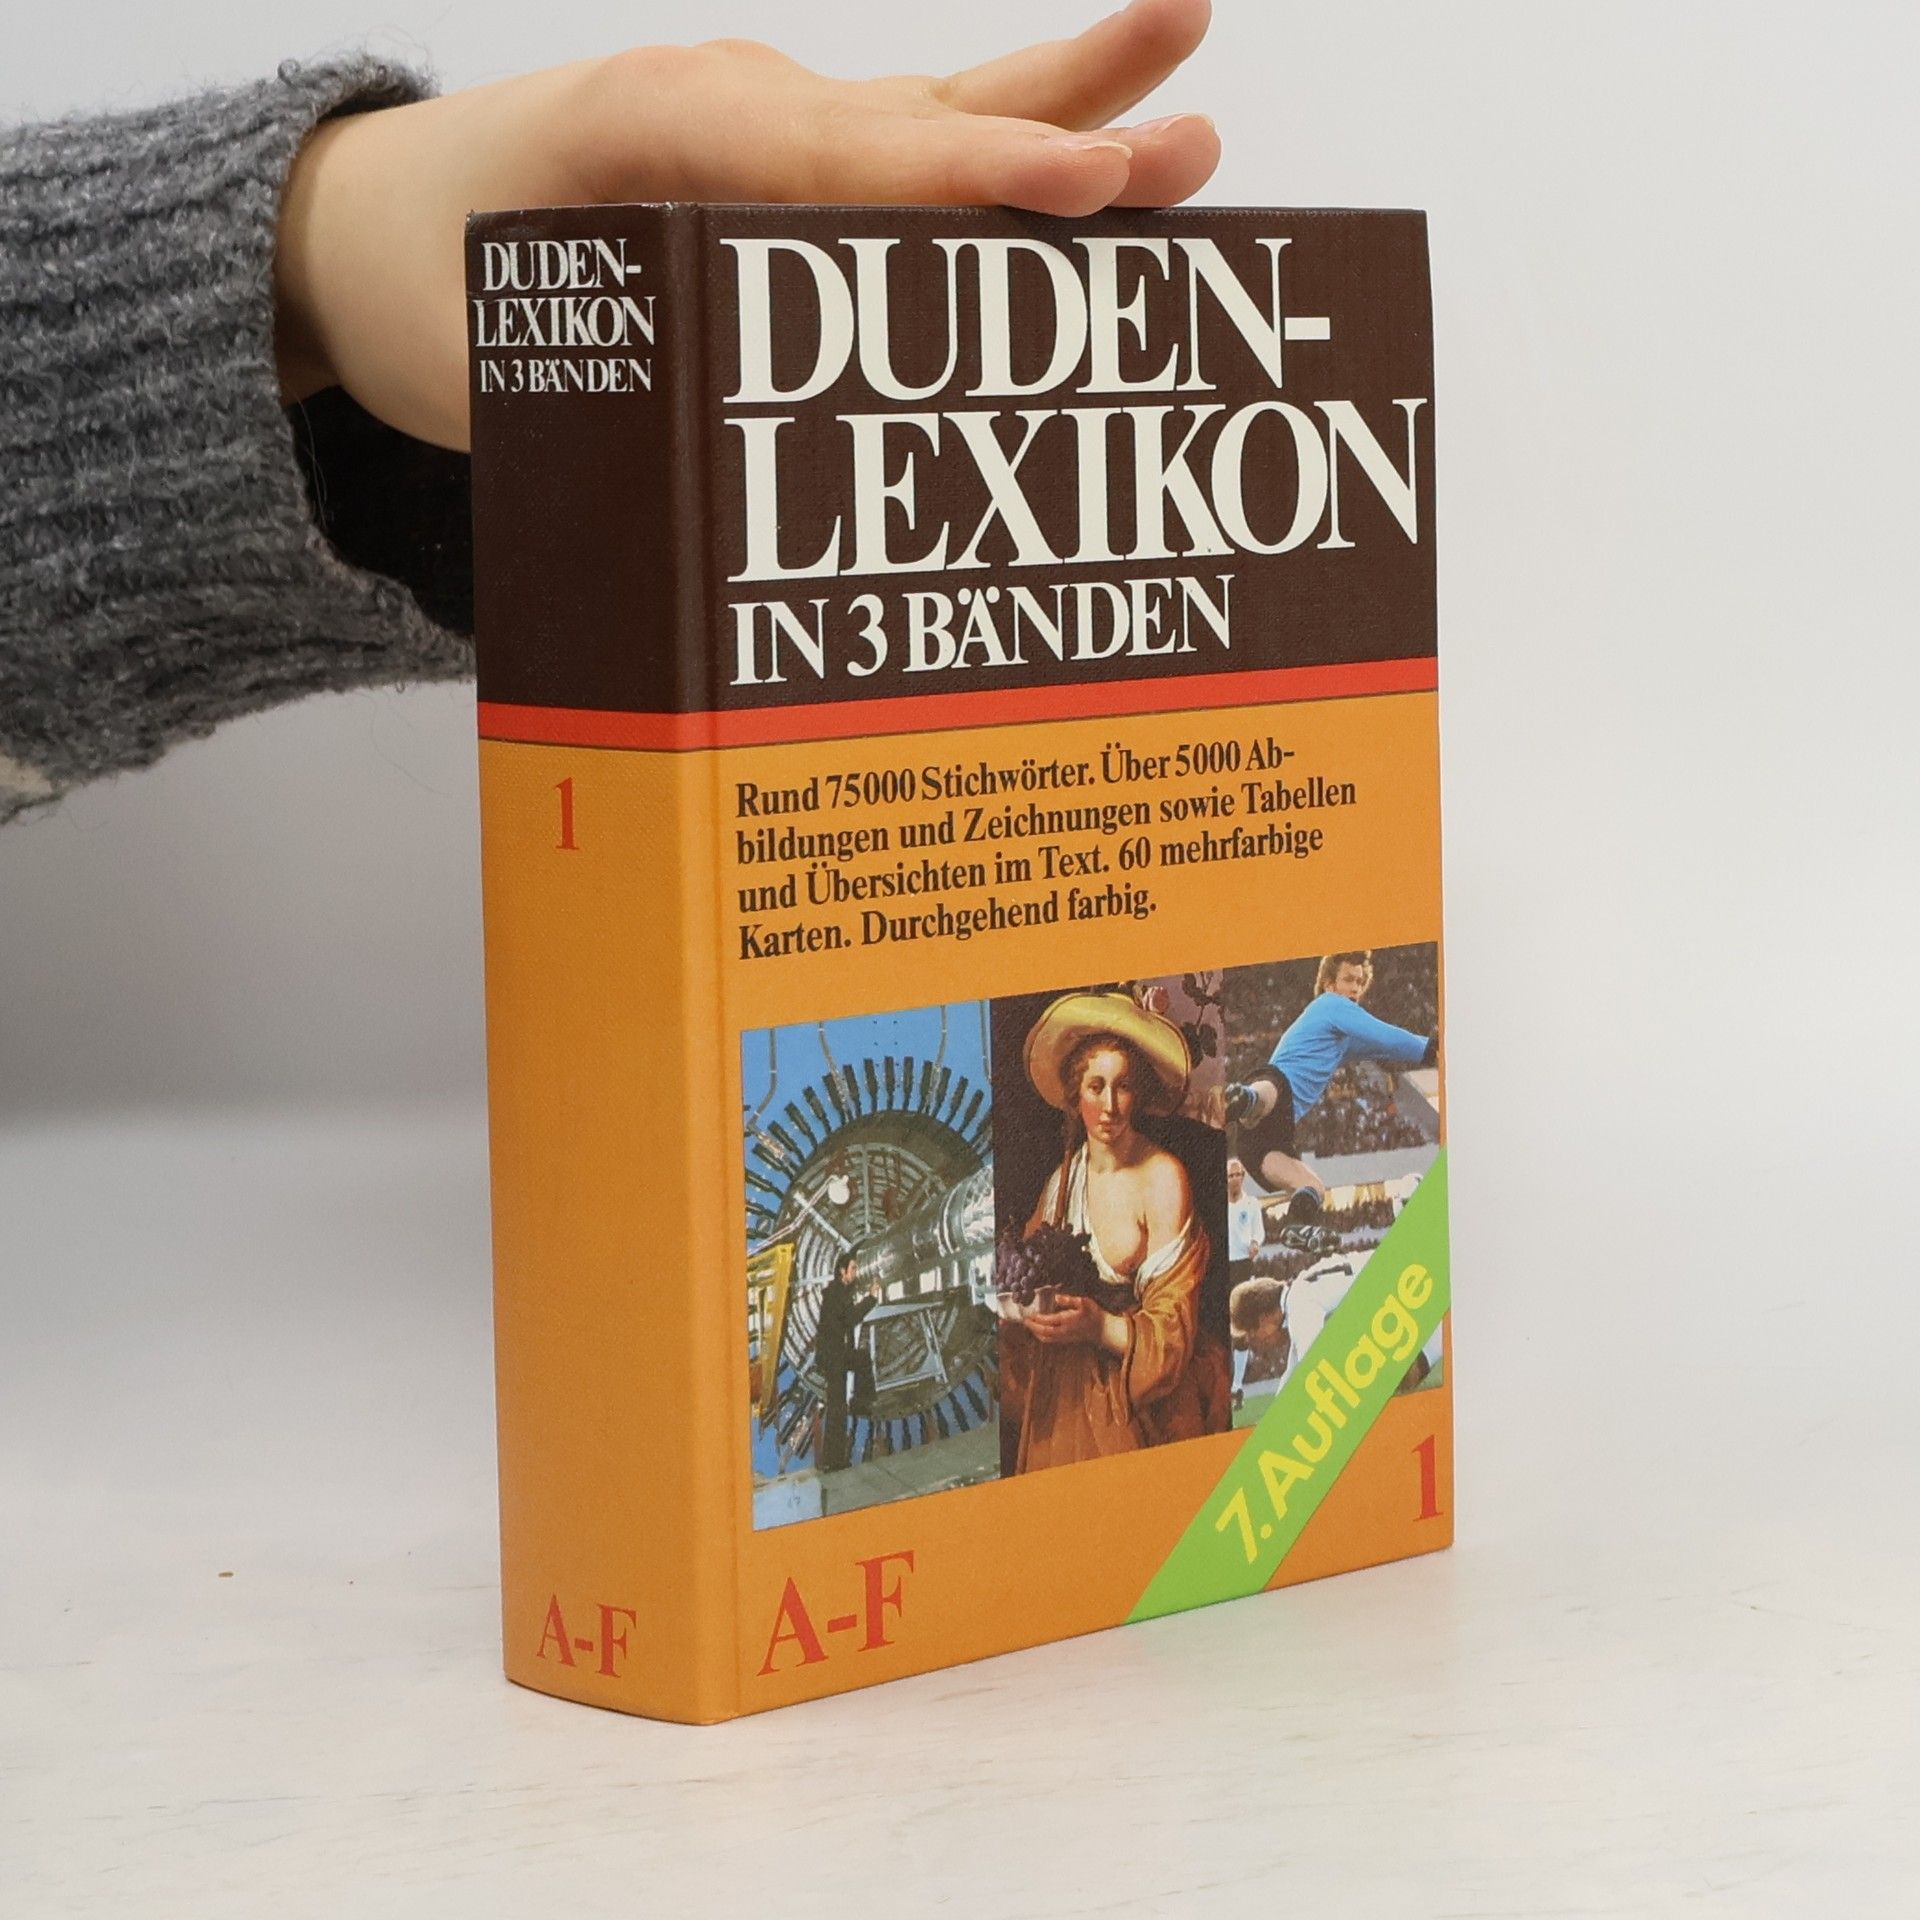 DUDEN-
LEXIKON
IN 3 BÄNDEN
1
A-F
DUDEN-
LEXIKON
IN 3 BÄNDEN
Rund 75000 Stichwörter. Über 5000 Ab-
bildungen und Zeichnungen sowie Tabellen
und Übersichten im Text. 60 mehrfarbige
Karten. Durchgehend farbig.
7. Auflage
1
A-F